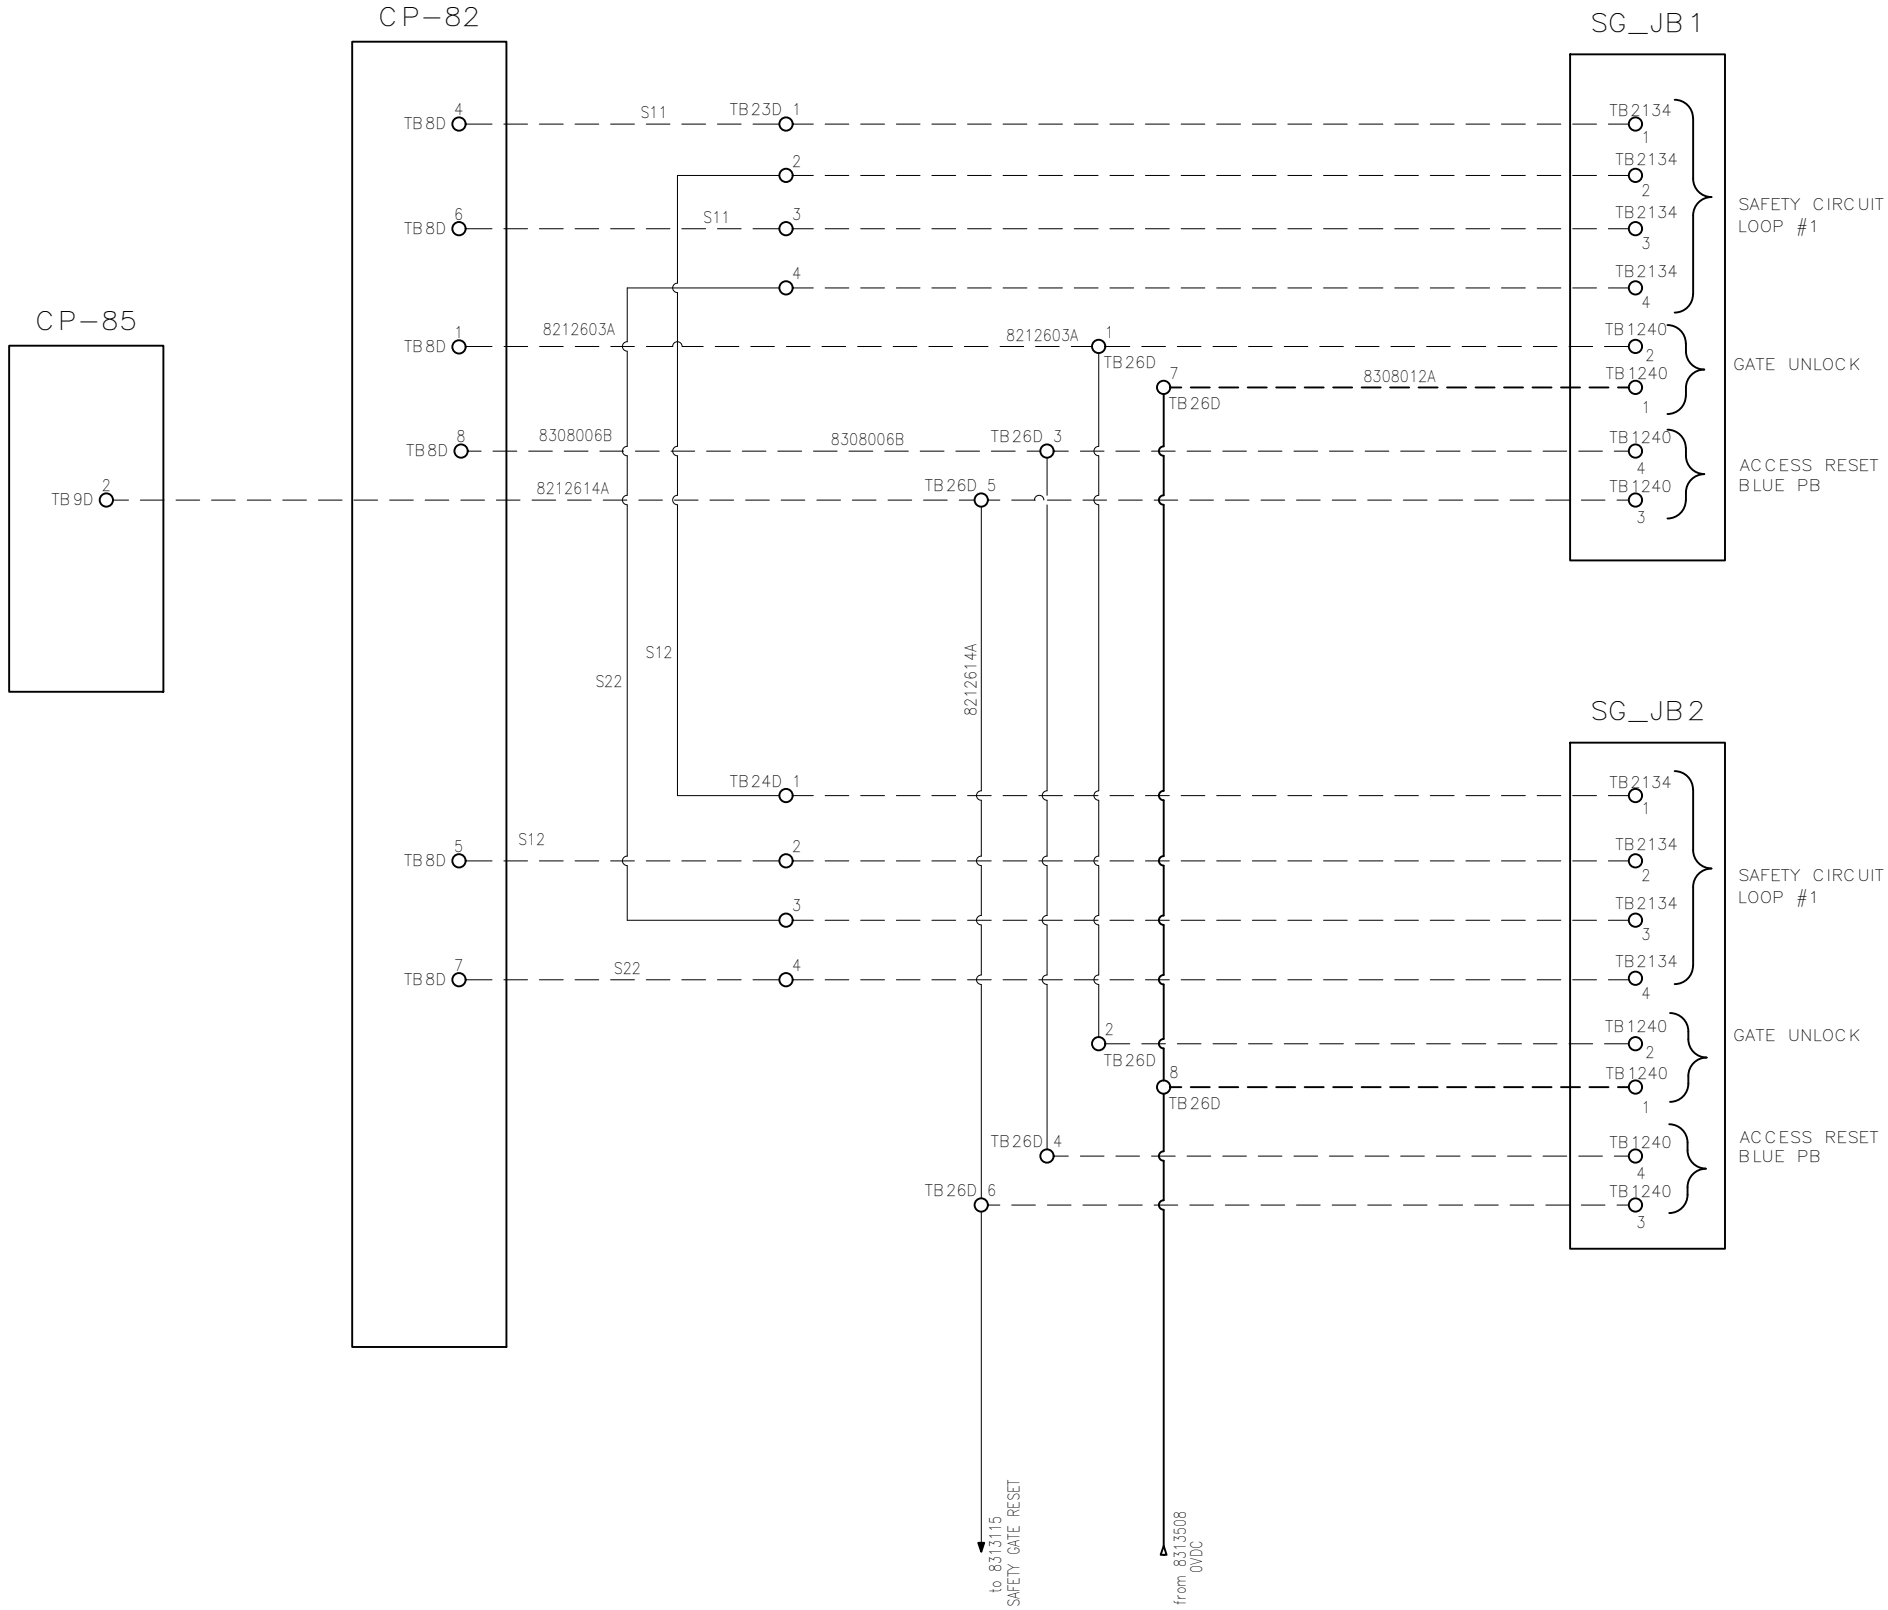 CP-82
SG_JB1
TB8D 4
S11
TB23D 1
TB2134
1
2
TB2134
2
TB8D 6
S11
3
TB2134
3
4
TB2134
4
SAFETY CIRCUIT
LOOP #1
CP-85
TB8D 1
8212603A
8212603A
1
TB26D
TB1240
2
7
TB26D
8308012A
TB1240
1
GATE UNLOCK
TB8D 8
8308006B
8308006B
TB26D 3
TB1240
4
TB9D 2
8212614A
TB26D 5
TB1240
3
ACCESS RESET
BLUE PB
S12
S22
8212614A
SG_JB2
TB24D 1
TB2134
1
TB8D 5
S12
2
TB2134
2
3
TB2134
3
TB8D 7
S22
4
TB2134
4
SAFETY CIRCUIT
LOOP #1
2
TB26D
TB1240
2
8
TB26D
TB1240
1
GATE UNLOCK
TB26D 4
TB1240
4
TB26D 6
TB1240
3
ACCESS RESET
BLUE PB
to 8313115
SAFETY GATE RESET
from 8313508
0VDC